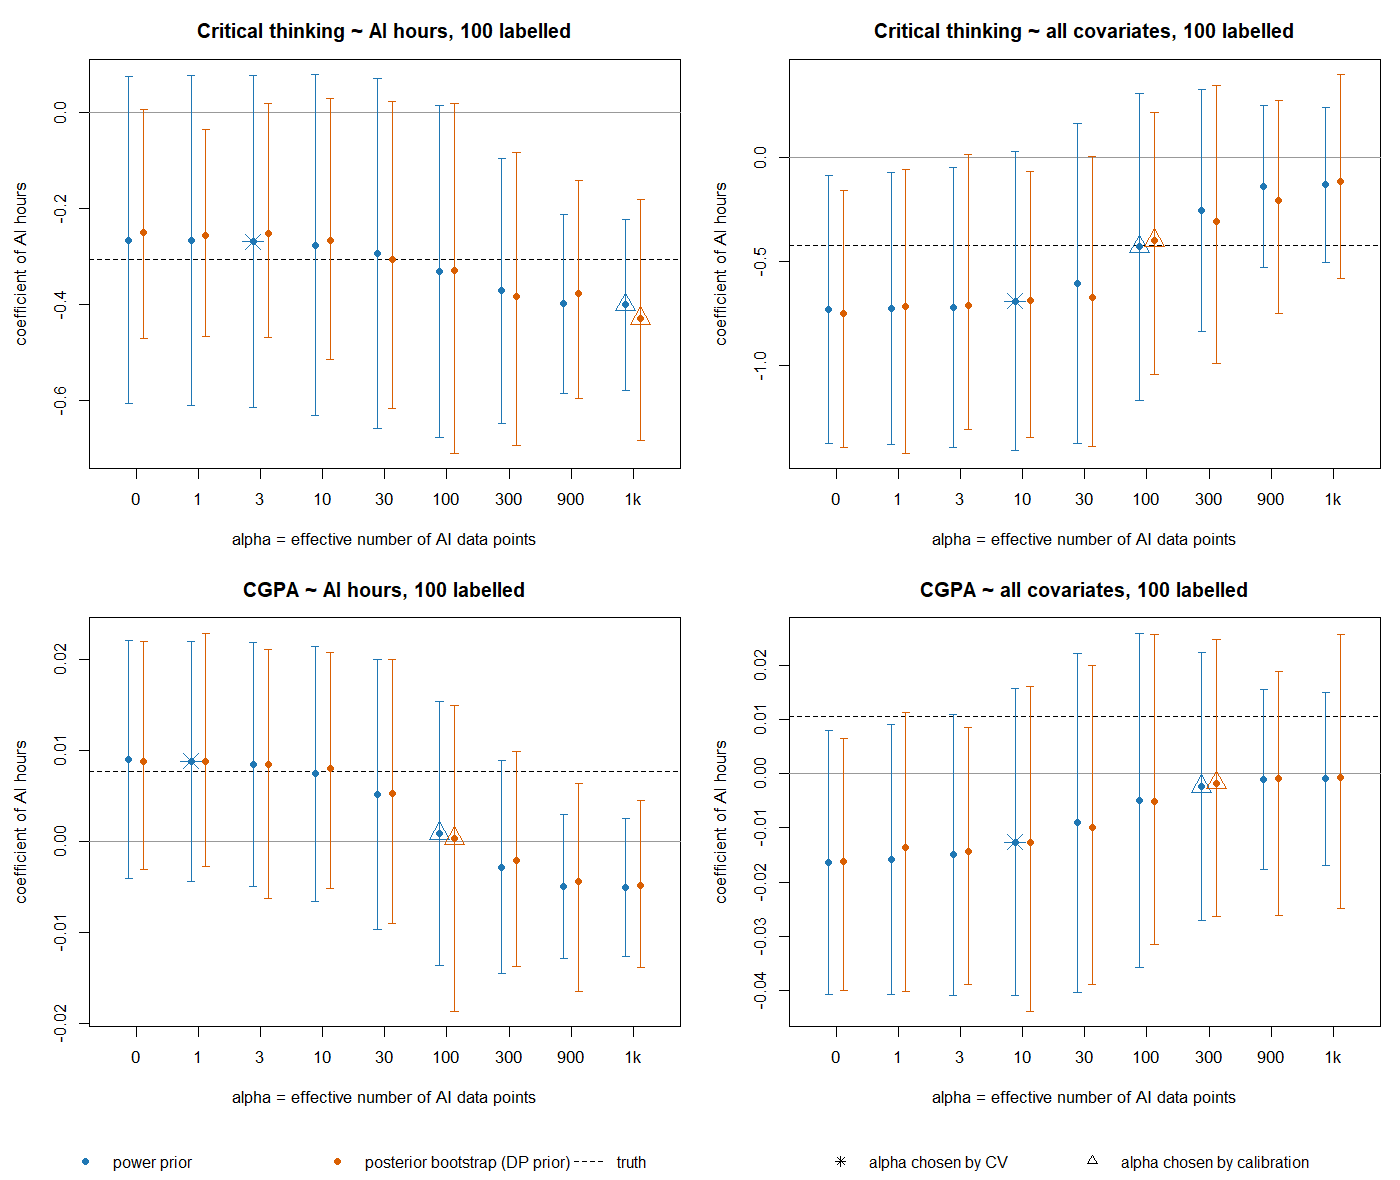 Critical thinking ~ AI hours, 100 labelled
coefficient of AI hours
0.0
-0.2
-0.4
-0.6
0 1 3 10 30 100 300 900 1k
alpha = effective number of AI data points
Critical thinking ~ all covariates, 100 labelled
coefficient of AI hours
0.0
-0.5
-1.0
0 1 3 10 30 100 300 900 1k
alpha = effective number of AI data points
CGPA ~ AI hours, 100 labelled
coefficient of AI hours
0.02
0.01
0.00
-0.01
-0.02
0 1 3 10 30 100 300 900 1k
alpha = effective number of AI data points
CGPA ~ all covariates, 100 labelled
coefficient of AI hours
0.02
0.01
0.00
-0.01
-0.02
-0.03
-0.04
0 1 3 10 30 100 300 900 1k
alpha = effective number of AI data points
power prior posterior bootstrap (DP prior) truth alpha chosen by CV alpha chosen by calibration